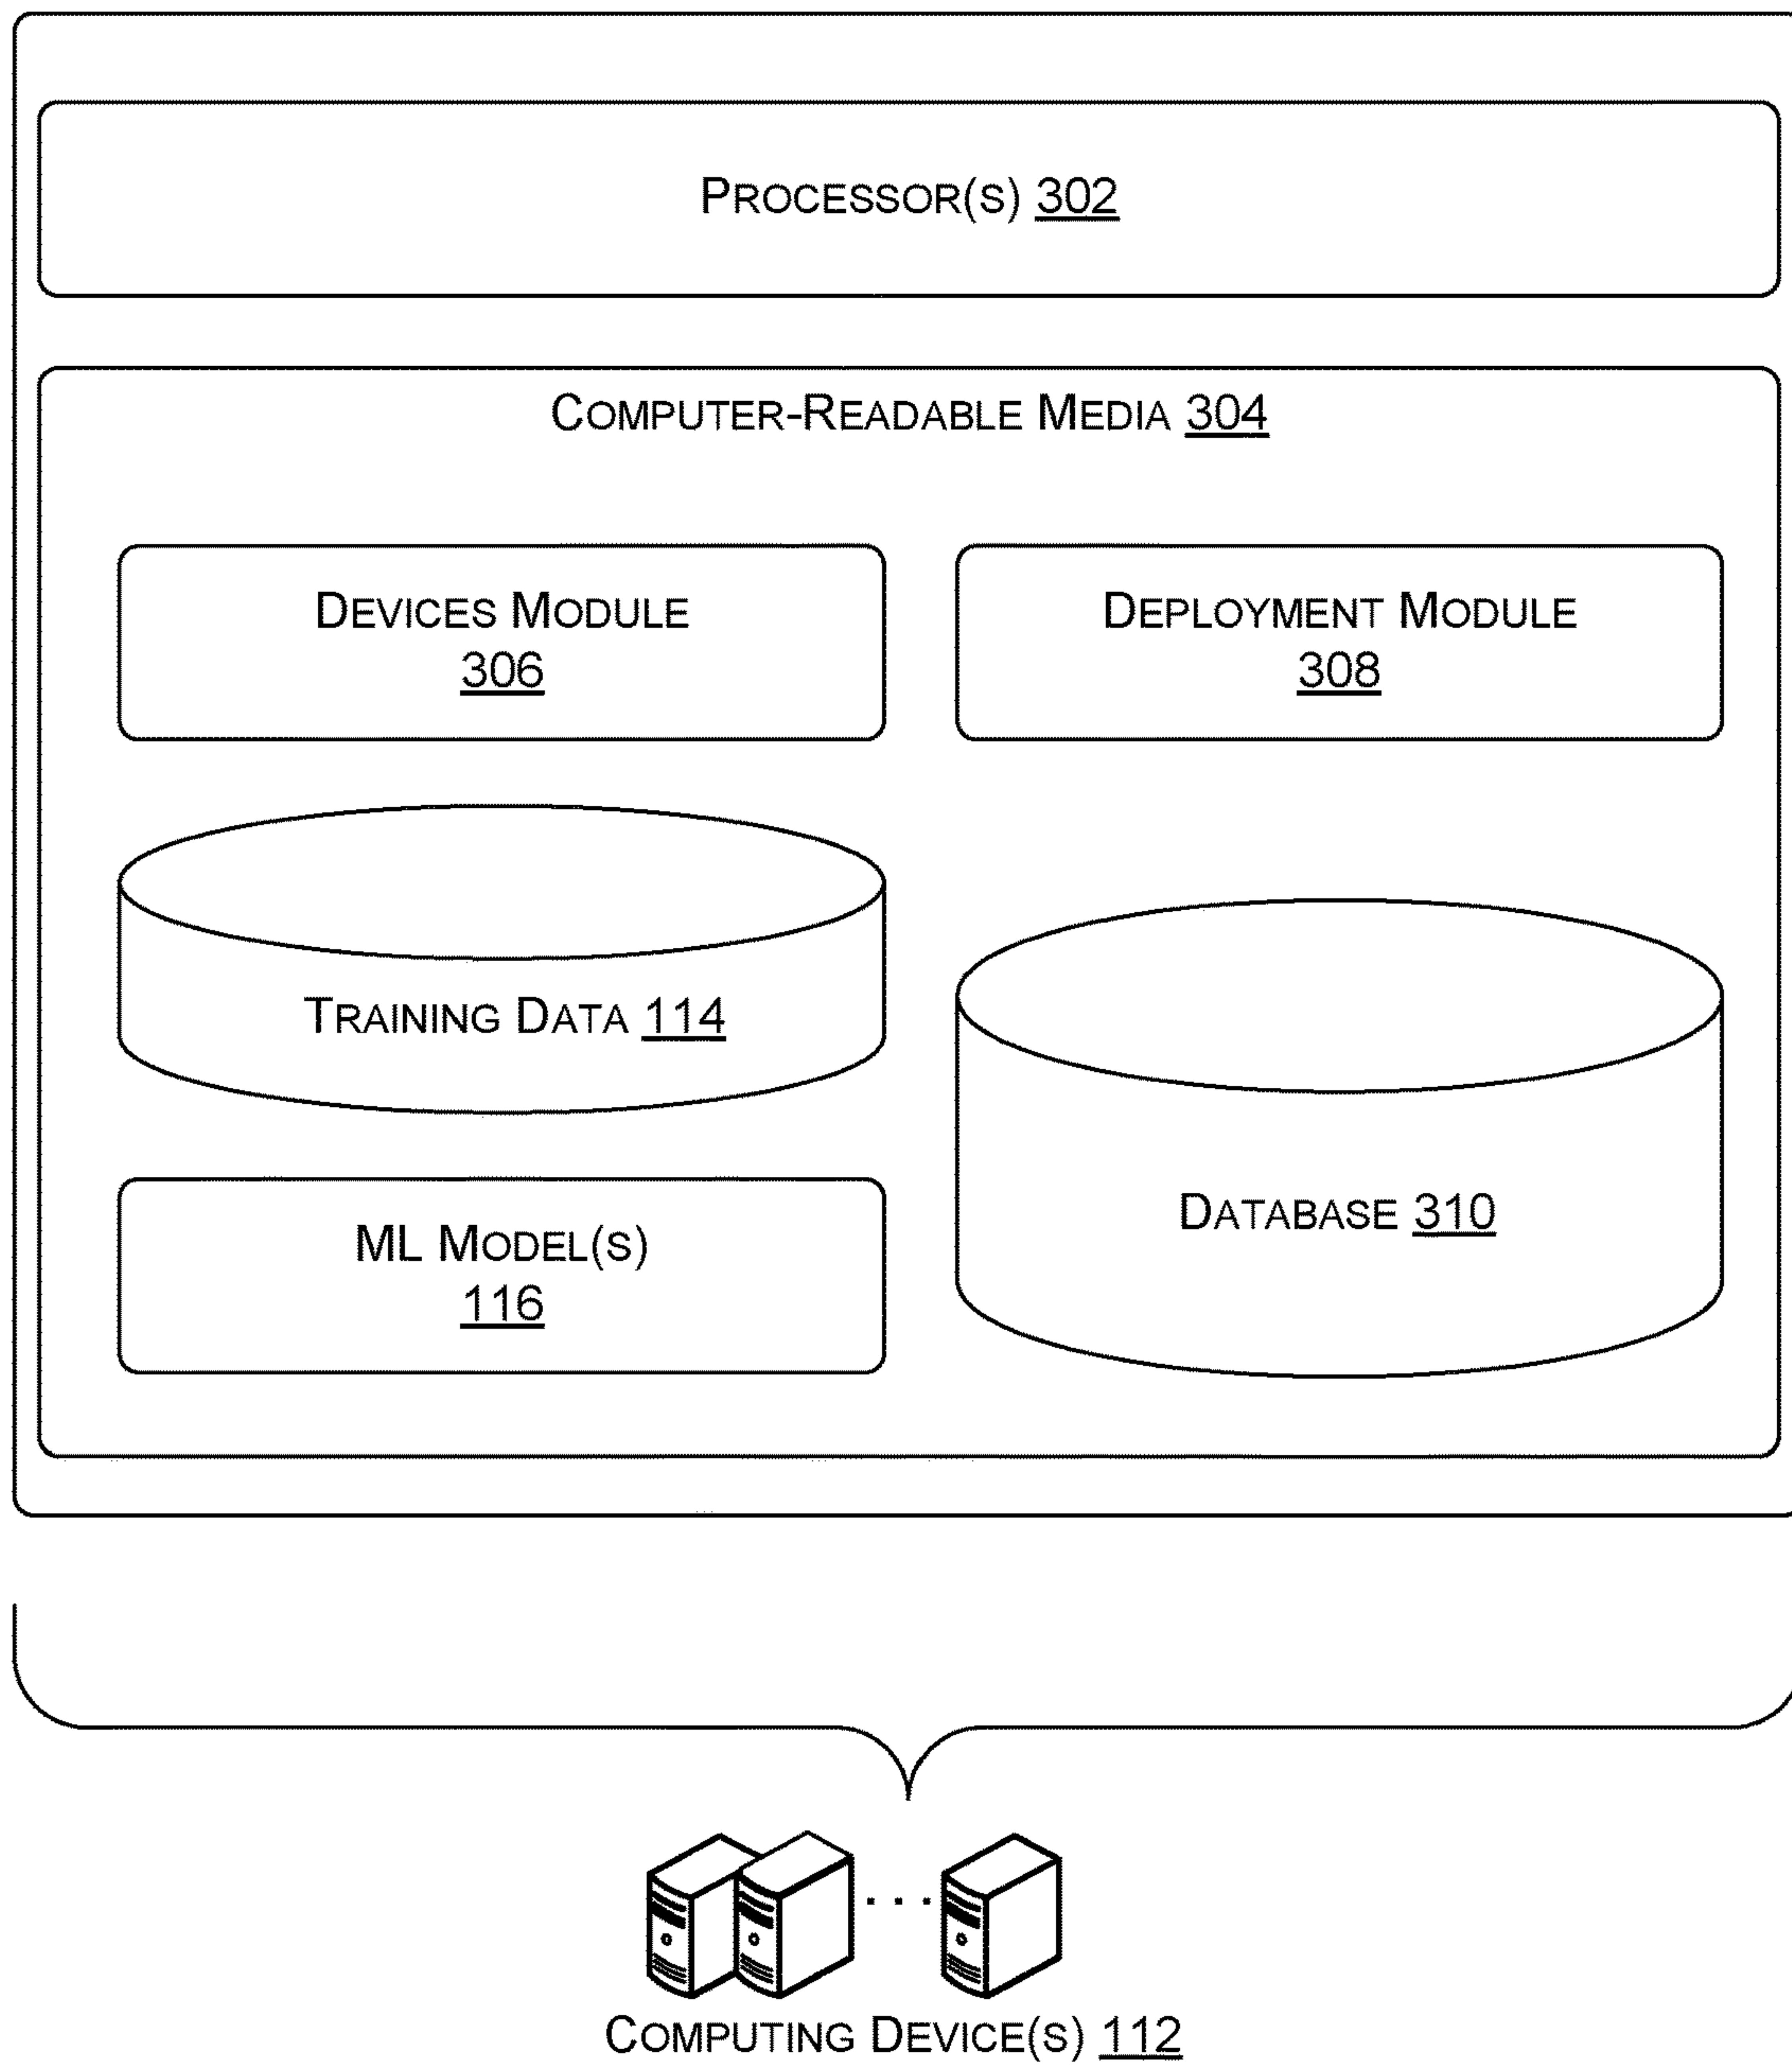 PROCESSOR(S) 302
COMPUTER-READABLE MEDIA 304
DEVICES MODULE
306
DEPLOYMENT MODULE
308
TRAINING DATA 114
DATABASE 310
ML MODEL(S)
116
COMPUTING DEVICE(S) 112